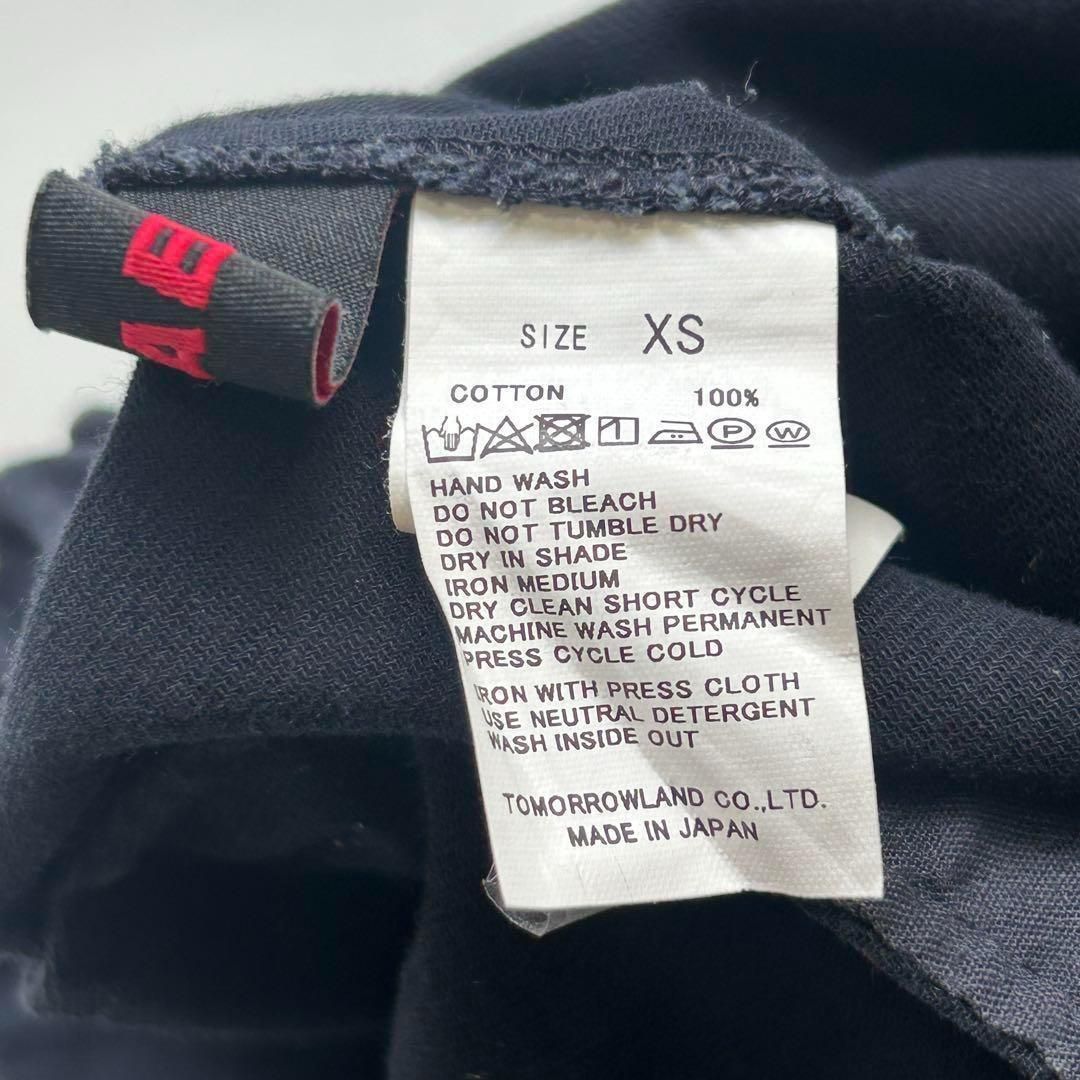 SIZE XS
COTTON 100%
P W
HAND WASH
DO NOT BLEACH
DO NOT TUMBLE DRY
DRY IN SHADE
IRON MEDIUM
DRY CLEAN SHORT CYCLE
MACHINE WASH PERMANENT
PRESS CYCLE COLD
IRON WITH PRESS CLOTH
USE NEUTRAL DETERGENT
WASH INSIDE OUT
TOMORROWLAND CO.,LTD.
MADE IN JAPAN